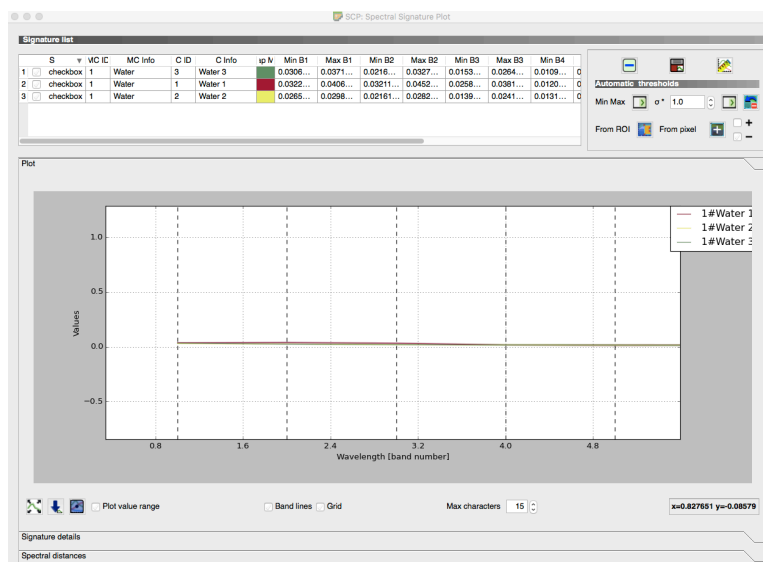 SCP: Spectral Signature Plot
Signature list
S MC ID MC Info C ID C Info Min B1 Max B1 Min B2 Max B2 Min B3 Max B3 Min B4
1 checkbox 1 Water 3 Water 3 0.0306... 0.0371... 0.0216... 0.0327... 0.0153... 0.0264... 0.0109... 0
2 checkbox 1 Water 1 Water 1 0.0322... 0.0406... 0.03211... 0.0452... 0.0258... 0.0381... 0.0120... 0
3 checkbox 1 Water 2 Water 2 0.0265... 0.0298... 0.02161... 0.0282... 0.0139... 0.0241... 0.0131... 0
Automatic thresholds
Min Max σ* 1.0
From ROI From pixel + −
Plot
1#Water 1
1#Water 2
1#Water 3
1.0
0.5
0.0
−0.5
Values
0.8 1.6 2.4 3.2 4.0 4.8
Wavelength [band number]
Plot value range Band lines Grid Max characters 15 x=0.827651 y=-0.08579
Signature details
Spectral distances